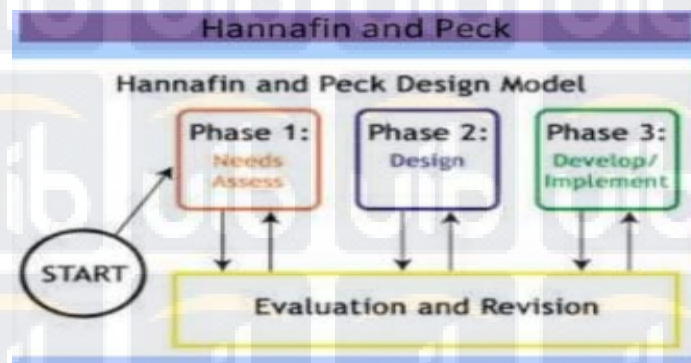 Hannafin and Peck
Hannafin and Peck Design Model
Phase 1:
Needs
Assess
Phase 2:
Design
Phase 3:
Develop/
Implement
START
Evaluation and Revision